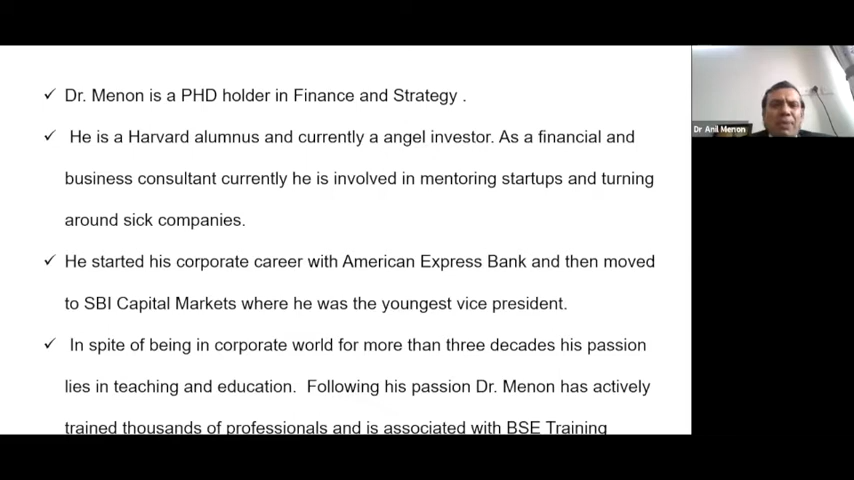 ✓ Dr. Menon is a PHD holder in Finance and Strategy .
✓ He is a Harvard alumnus and currently a angel investor. As a financial and
business consultant currently he is involved in mentoring startups and turning
around sick companies.
✓ He started his corporate career with American Express Bank and then moved
to SBI Capital Markets where he was the youngest vice president.
✓ In spite of being in corporate world for more than three decades his passion
lies in teaching and education. Following his passion Dr. Menon has actively
trained thousands of professionals and is associated with BSE Training
Dr Anil Menon